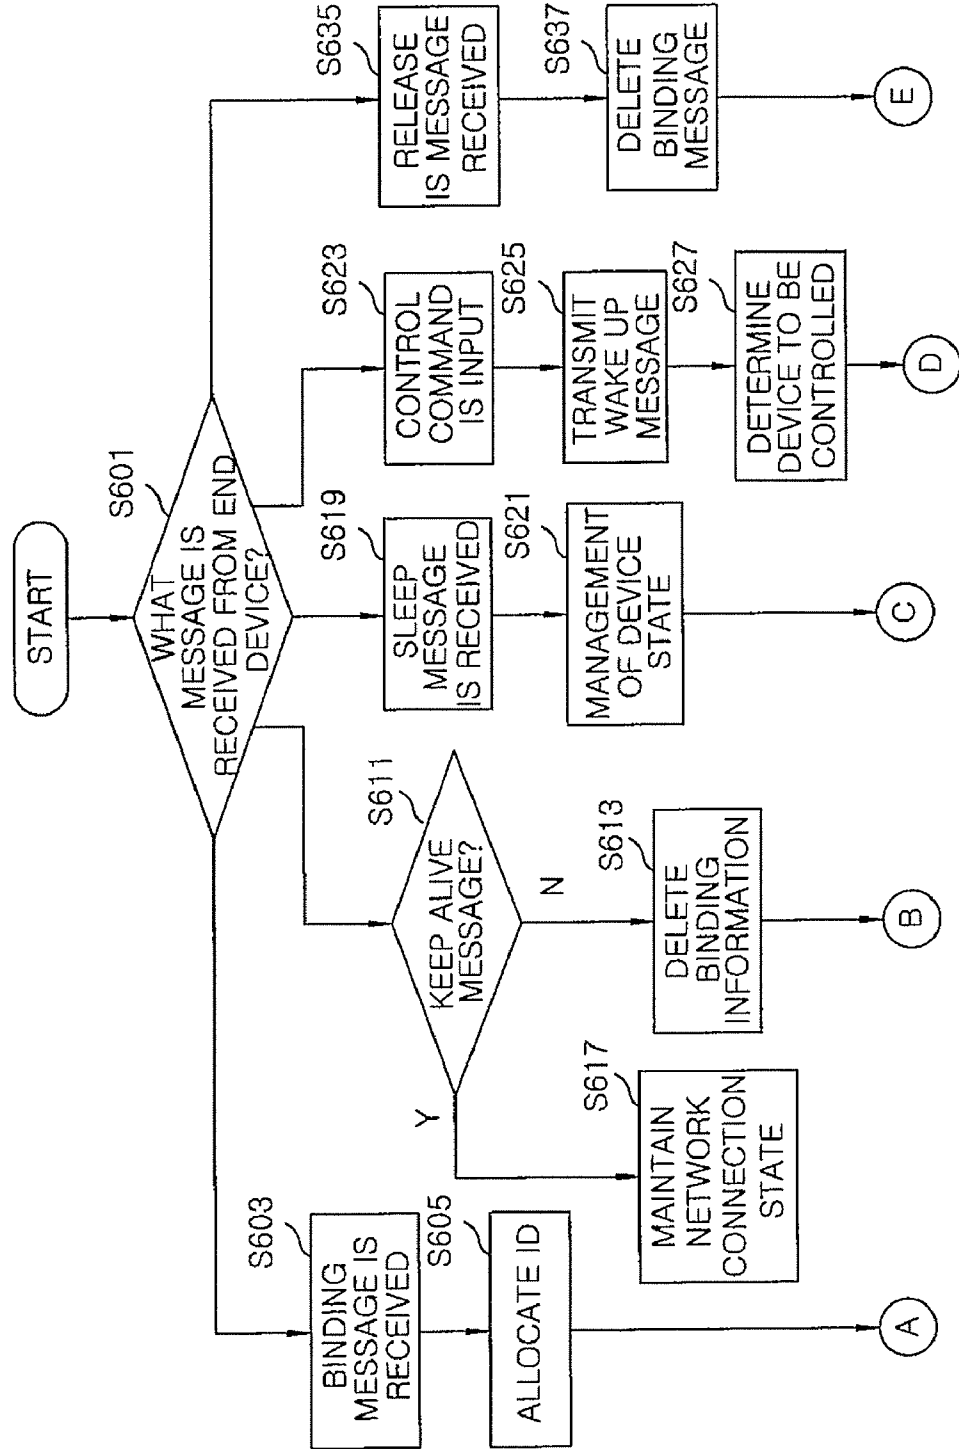 START
S601
WHAT
MESSAGE IS
RECEIVED FROM END
DEVICE?
S603
BINDING
MESSAGE IS
RECEIVED
S605
ALLOCATE ID
A
S611
KEEP ALIVE
MESSAGE?
Y
N
S617
MAINTAIN
NETWORK
CONNECTION
STATE
S613
DELETE
BINDING
INFORMATION
B
S619
SLEEP
MESSAGE
IS RECEIVED
S621
MANAGEMENT
OF DEVICE
STATE
C
S623
CONTROL
COMMAND
IS INPUT
S625
TRANSMIT
WAKE UP
MESSAGE
S627
DETERMINE
DEVICE TO BE
CONTROLLED
D
S635
RELEASE
IS MESSAGE
RECEIVED
S637
DELETE
BINDING
MESSAGE
E